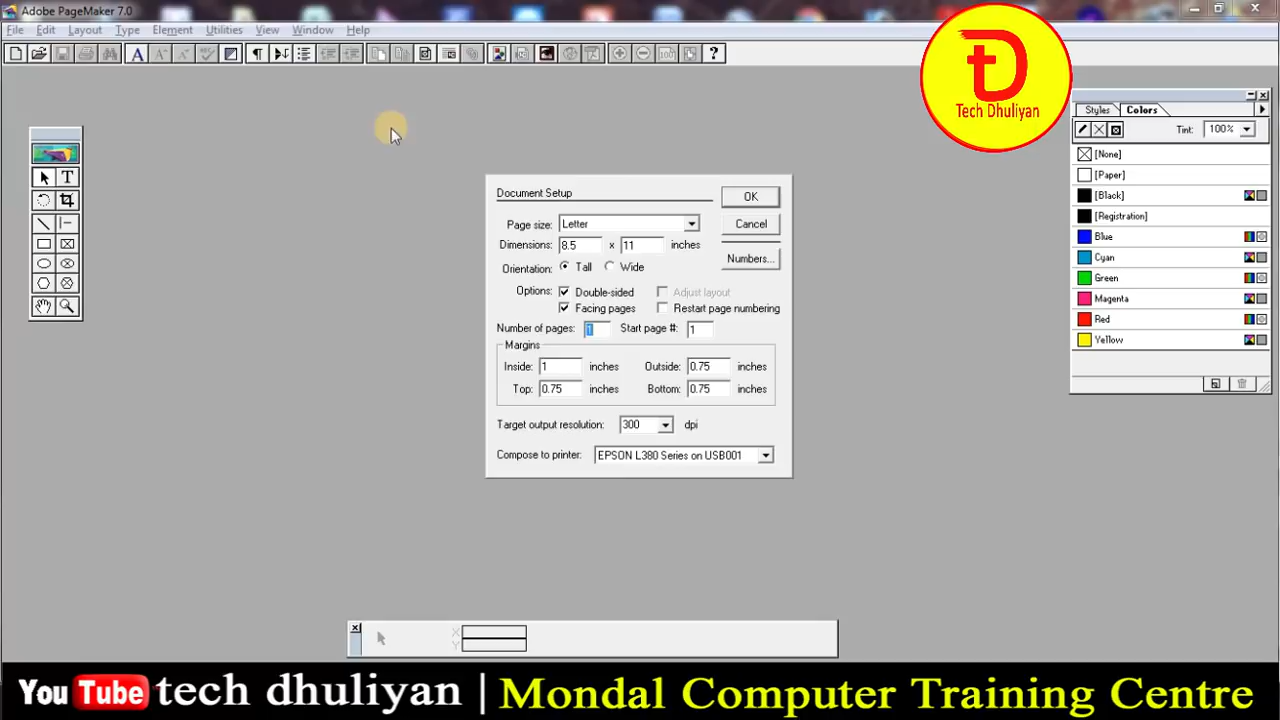 Adobe PageMaker 7.0
File Edit Layout Type Element Utilities View Window Help
Tech Dhuliyan
Styles Colors
Tint: 100%
[None]
[Paper]
[Black]
[Registration]
Blue
Cyan
Green
Magenta
Red
Yellow
Document Setup
OK
Page size: Letter
Cancel
Dimensions: 8.5 x 11 inches
Numbers...
Orientation: Tall Wide
Options: Double-sided Adjust layout
Facing pages Restart page numbering
Number of pages: 1 Start page #: 1
Margins
Inside: 1 inches Outside: 0.75 inches
Top: 0.75 inches Bottom: 0.75 inches
Target output resolution: 300 dpi
Compose to printer: EPSON L380 Series on USB001
X
Y
You Tube tech dhuliyan | Mondal Computer Training Centre